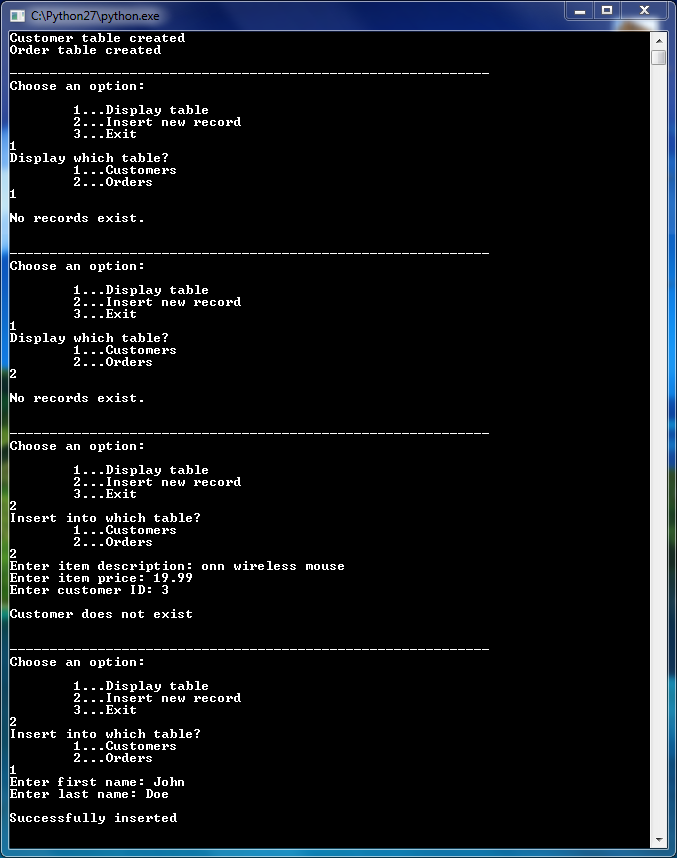 C:\Python27\python.exe
Customer table created
Order table created
____________________________________________________________
Choose an option:
1...Display table
2...Insert new record
3...Exit
1
Display which table?
1...Customers
2...Orders
1
No records exist.
____________________________________________________________
Choose an option:
1...Display table
2...Insert new record
3...Exit
1
Display which table?
1...Customers
2...Orders
2
No records exist.
____________________________________________________________
Choose an option:
1...Display table
2...Insert new record
3...Exit
2
Insert into which table?
1...Customers
2...Orders
2
Enter item description: onn wireless mouse
Enter item price: 19.99
Enter customer ID: 3
Customer does not exist
____________________________________________________________
Choose an option:
1...Display table
2...Insert new record
3...Exit
2
Insert into which table?
1...Customers
2...Orders
1
Enter first name: John
Enter last name: Doe
Successfully inserted